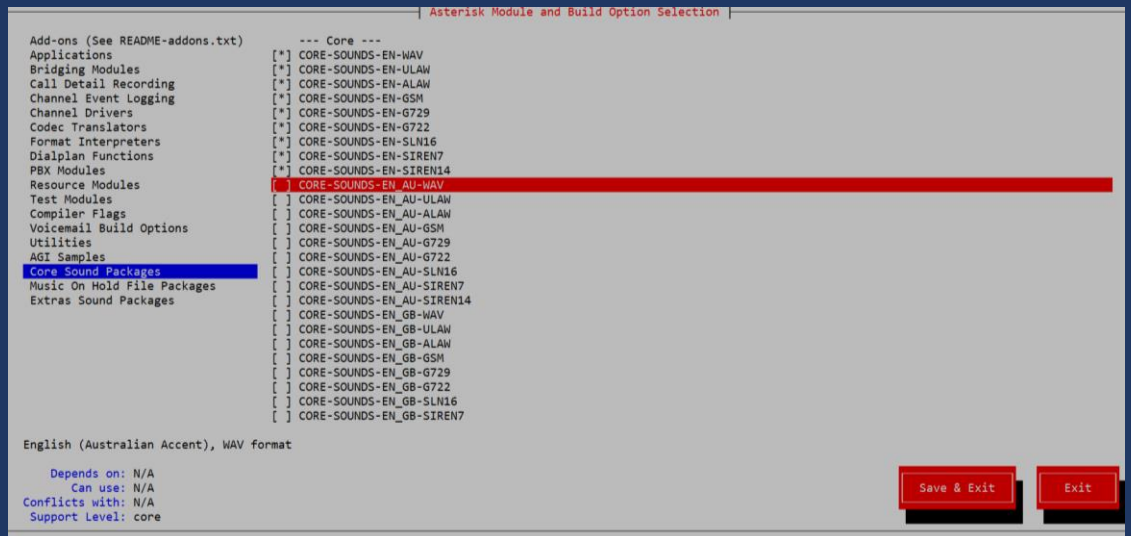 Asterisk Module and Build Option Selection
Add-ons (See README-addons.txt)
Applications
Bridging Modules
Call Detail Recording
Channel Event Logging
Channel Drivers
Codec Translators
Format Interpreters
Dialplan Functions
PBX Modules
Resource Modules
Test Modules
Compiler Flags
Voicemail Build Options
Utilities
AGI Samples
Core Sound Packages
Music On Hold File Packages
Extras Sound Packages
--- Core ---
[*] CORE-SOUNDS-EN-WAV
[*] CORE-SOUNDS-EN-ULAW
[*] CORE-SOUNDS-EN-ALAW
[*] CORE-SOUNDS-EN-GSM
[*] CORE-SOUNDS-EN-G729
[*] CORE-SOUNDS-EN-G722
[*] CORE-SOUNDS-EN-SLN16
[*] CORE-SOUNDS-EN-SIREN7
[*] CORE-SOUNDS-EN-SIREN14
[ ] CORE-SOUNDS-EN_AU-WAV
[ ] CORE-SOUNDS-EN_AU-ULAW
[ ] CORE-SOUNDS-EN_AU-ALAW
[ ] CORE-SOUNDS-EN_AU-GSM
[ ] CORE-SOUNDS-EN_AU-G729
[ ] CORE-SOUNDS-EN_AU-G722
[ ] CORE-SOUNDS-EN_AU-SLN16
[ ] CORE-SOUNDS-EN_AU-SIREN7
[ ] CORE-SOUNDS-EN_AU-SIREN14
[ ] CORE-SOUNDS-EN_GB-WAV
[ ] CORE-SOUNDS-EN_GB-ULAW
[ ] CORE-SOUNDS-EN_GB-ALAW
[ ] CORE-SOUNDS-EN_GB-GSM
[ ] CORE-SOUNDS-EN_GB-G729
[ ] CORE-SOUNDS-EN_GB-G722
[ ] CORE-SOUNDS-EN_GB-SLN16
[ ] CORE-SOUNDS-EN_GB-SIREN7
English (Australian Accent), WAV format
Depends on: N/A
Can use: N/A
Conflicts with: N/A
Support Level: core
Save & Exit
Exit